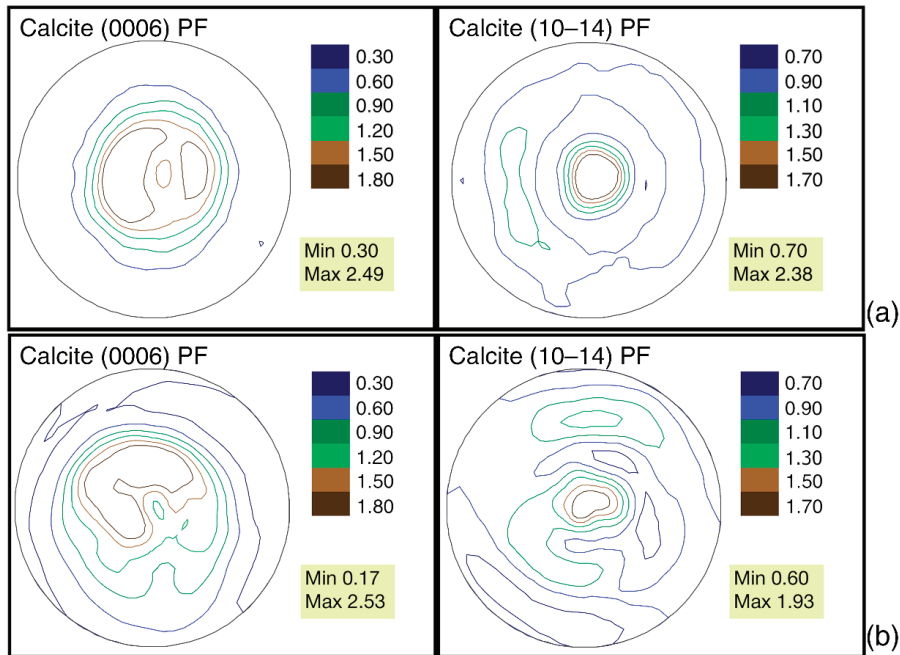 Calcite (0006) PF
0.30
0.60
0.90
1.20
1.50
1.80
Min 0.30
Max 2.49
Calcite (10–14) PF
0.70
0.90
1.10
1.30
1.50
1.70
Min 0.70
Max 2.38
(a)
Calcite (0006) PF
0.30
0.60
0.90
1.20
1.50
1.80
Min 0.17
Max 2.53
Calcite (10–14) PF
0.70
0.90
1.10
1.30
1.50
1.70
Min 0.60
Max 1.93
(b)